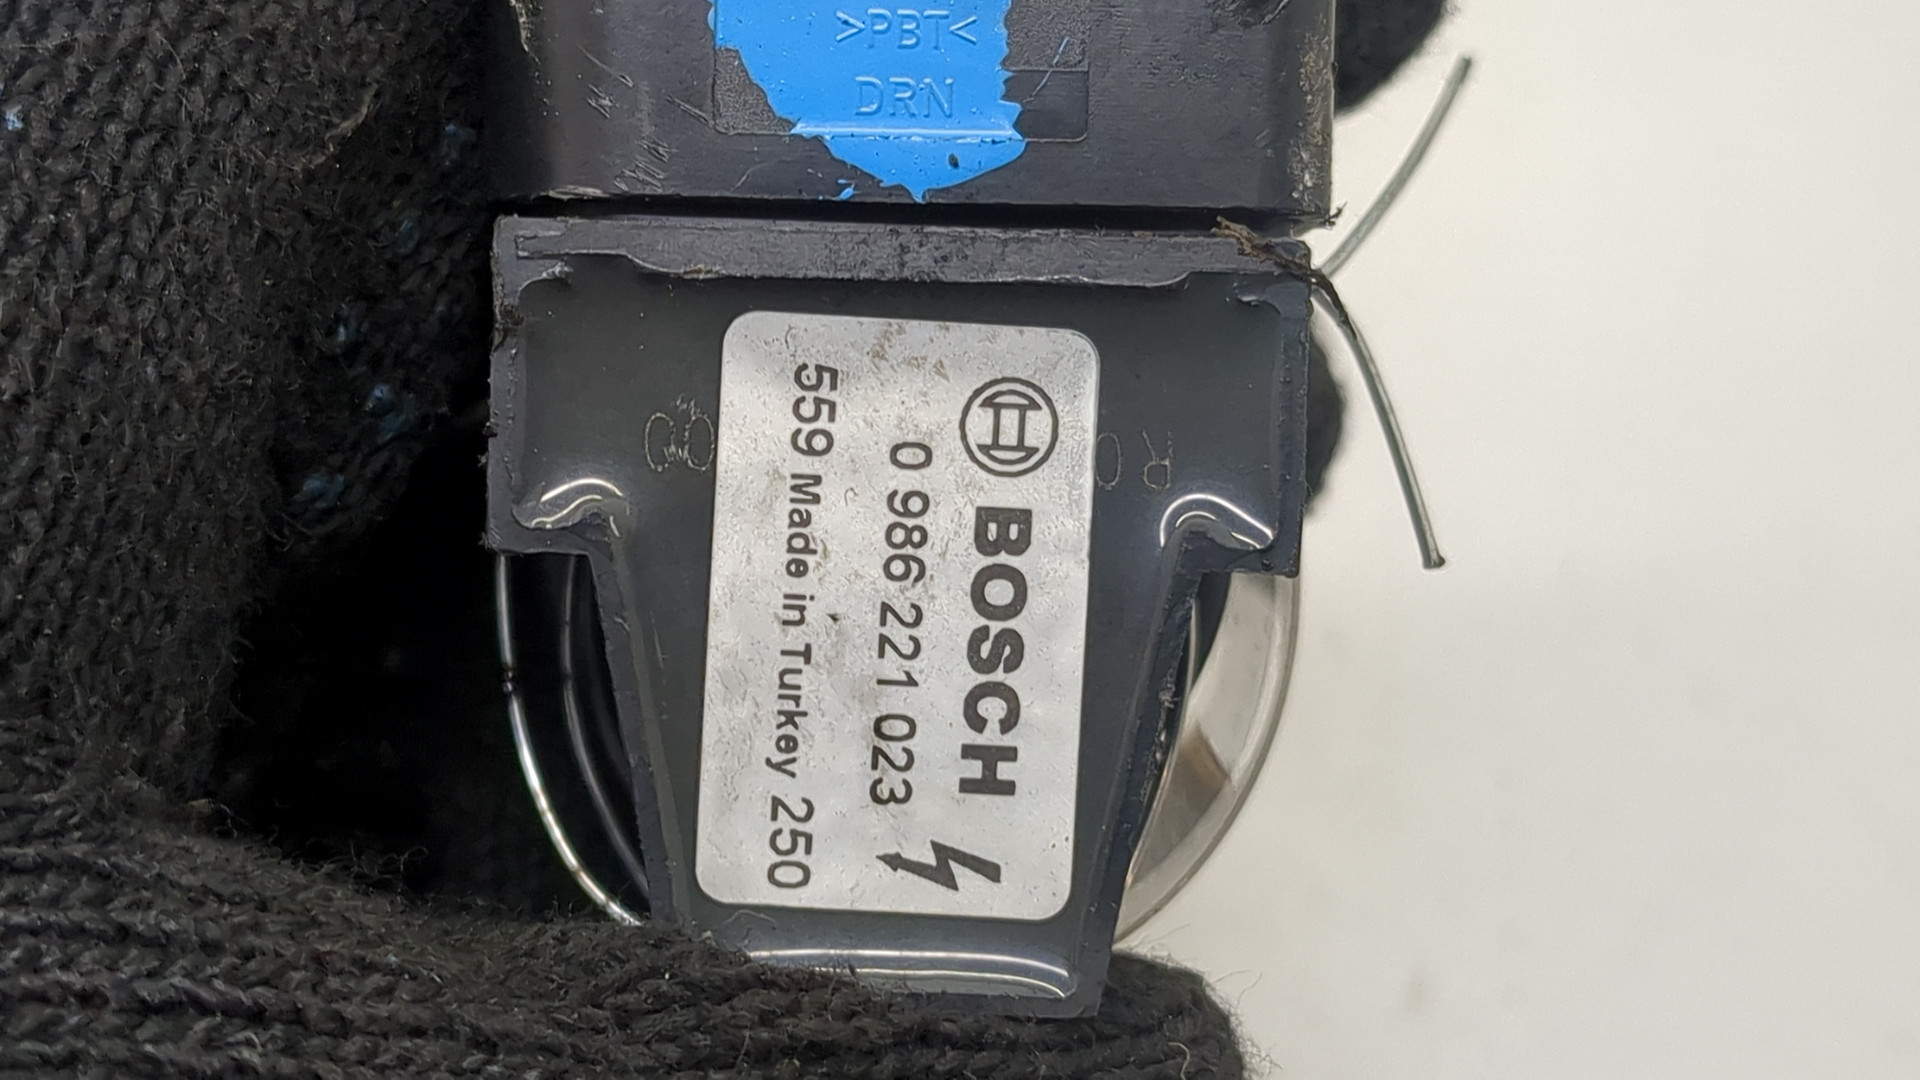 >PBT<
DRN
BOSCH
0 986 221 023
559 Made in Turkey 250